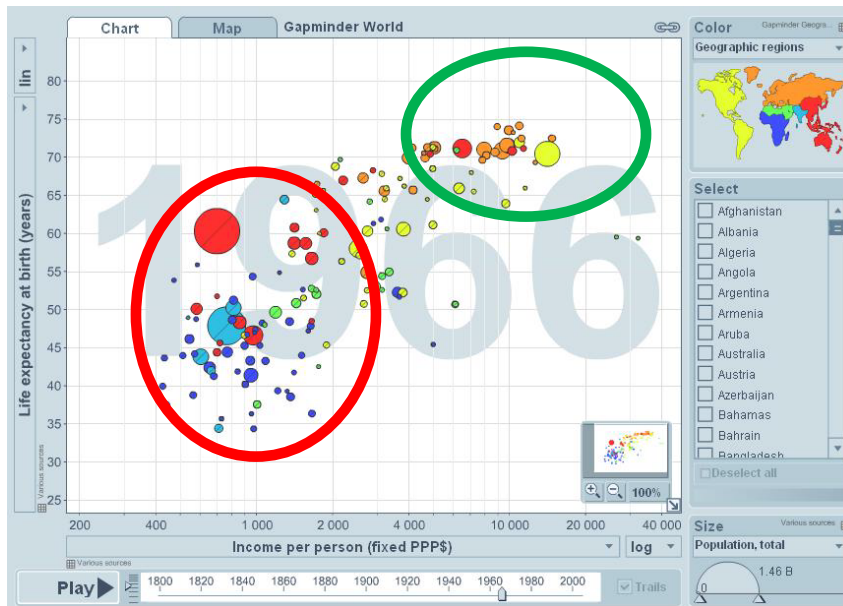 Chart
Map
Gapminder World
Color
Gapminder Geogra...
Geographic regions
lin
Life expectancy at birth (years)
Various sources
80
75
70
65
60
55
50
45
40
35
30
25
1966
200
400
1 000
2 000
4 000
10 000
20 000
40 000
100%
Income per person (fixed PPP$)
log
Various sources
Select
Afghanistan
Albania
Algeria
Angola
Argentina
Armenia
Aruba
Australia
Austria
Azerbaijan
Bahamas
Bahrain
Bangladesh
Deselect all
Size
Various sources
Population, total
1.46 B
0
Play
1800
1820
1840
1860
1880
1900
1920
1940
1960
1980
2000
Trails